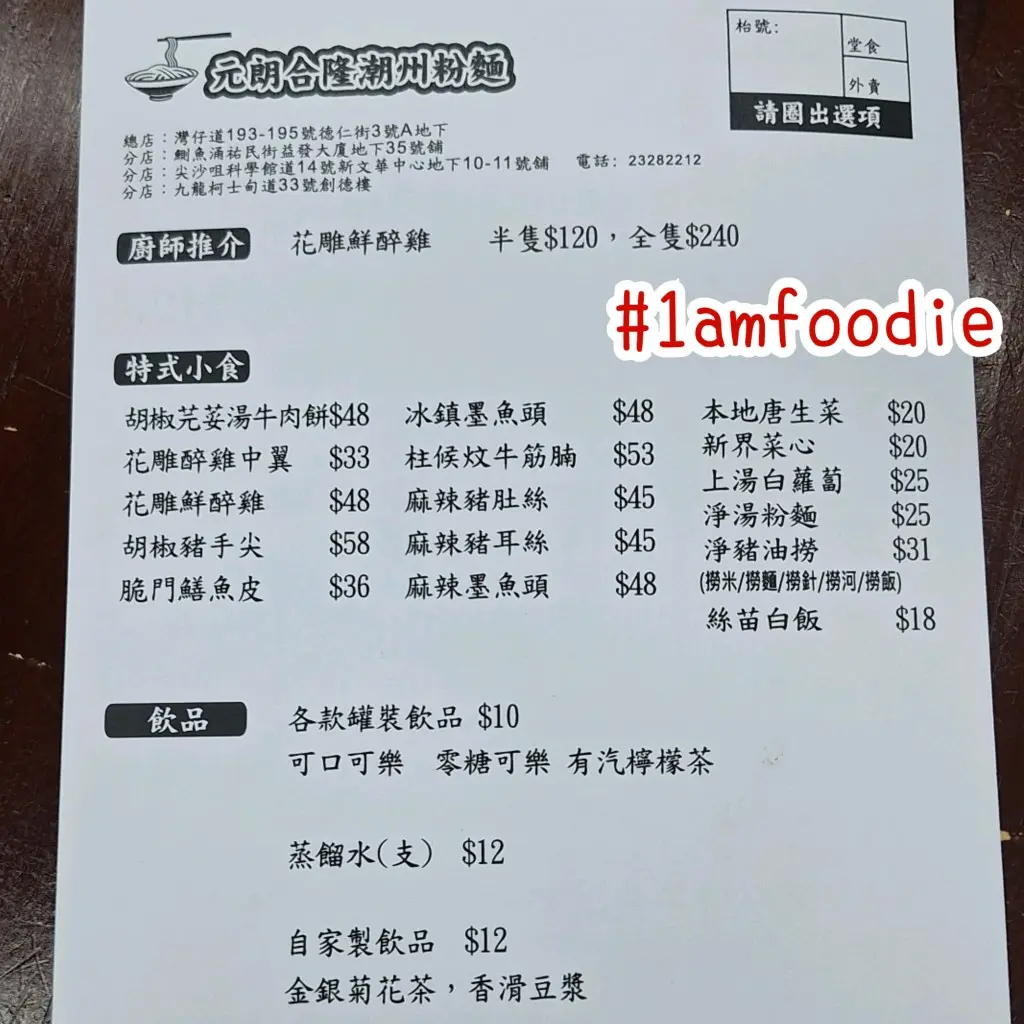 元朗合隆潮州粉麵
枱號:
堂食
外賣
請圈出選項
總店：灣仔道193-195號德仁街3號A地下
分店：鰂魚涌祐民街益發大廈地下35號舖
分店：尖沙咀科學館道14號新文華中心地下10-11號舖 電話: 23282212
分店：九龍柯士甸道33號創德樓
廚師推介 花雕鮮醉雞 半隻$120，全隻$240
#1amfoodie
特式小食
胡椒芫荽湯牛肉餅$48 冰鎮墨魚頭 $48 本地唐生菜 $20
花雕醉雞中翼 $33 柱侯炆牛筋腩 $53 新界菜心 $20
花雕鮮醉雞 $48 麻辣豬肚絲 $45 上湯白蘿蔔 $25
胡椒豬手尖 $58 麻辣豬耳絲 $45 淨湯粉麵 $25
脆門鱔魚皮 $36 麻辣墨魚頭 $48 淨豬油撈 $31
(撈米/撈麵/撈針/撈河/撈飯)
絲苗白飯 $18
飲品 各款罐裝飲品 $10
可口可樂 零糖可樂 有汽檸檬茶
蒸餾水(支) $12
自家製飲品 $12
金銀菊花茶，香滑豆漿